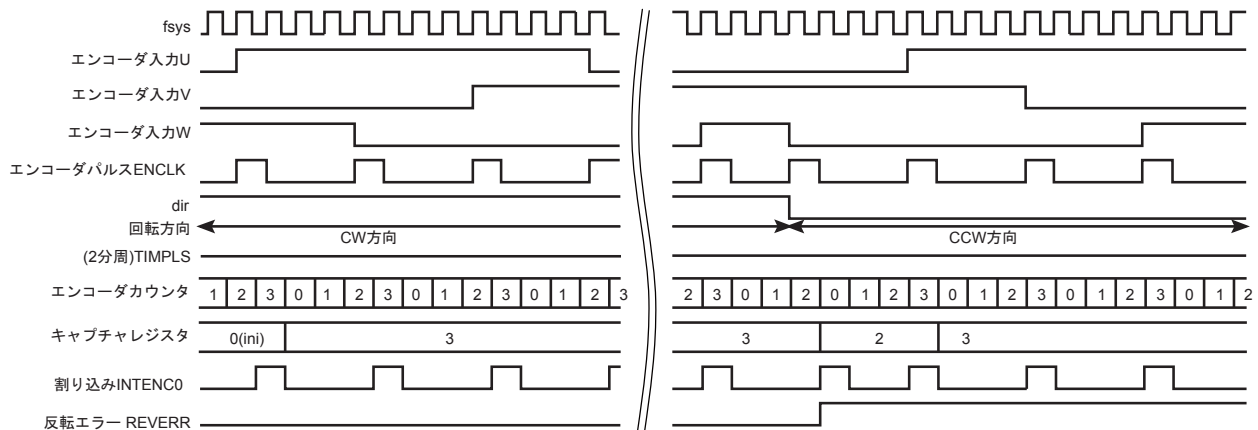 fsys
エンコーダ入力U
エンコーダ入力V
エンコーダ入力W
エンコーダパルスENCLK
dir
回転方向
CW方向
CCW方向
(2分周)TIMPLS
エンコーダカウンタ
1 2 3 0 1 2 3 0 1 2 3 0 1 2 3
2 3 0 1 2 0 1 2 3 0 1 2 3 0 1 2 3 0 1 2
キャプチャレジスタ
0(ini) 3
3 2 3
割り込みINTENC0
反転エラー REVERR